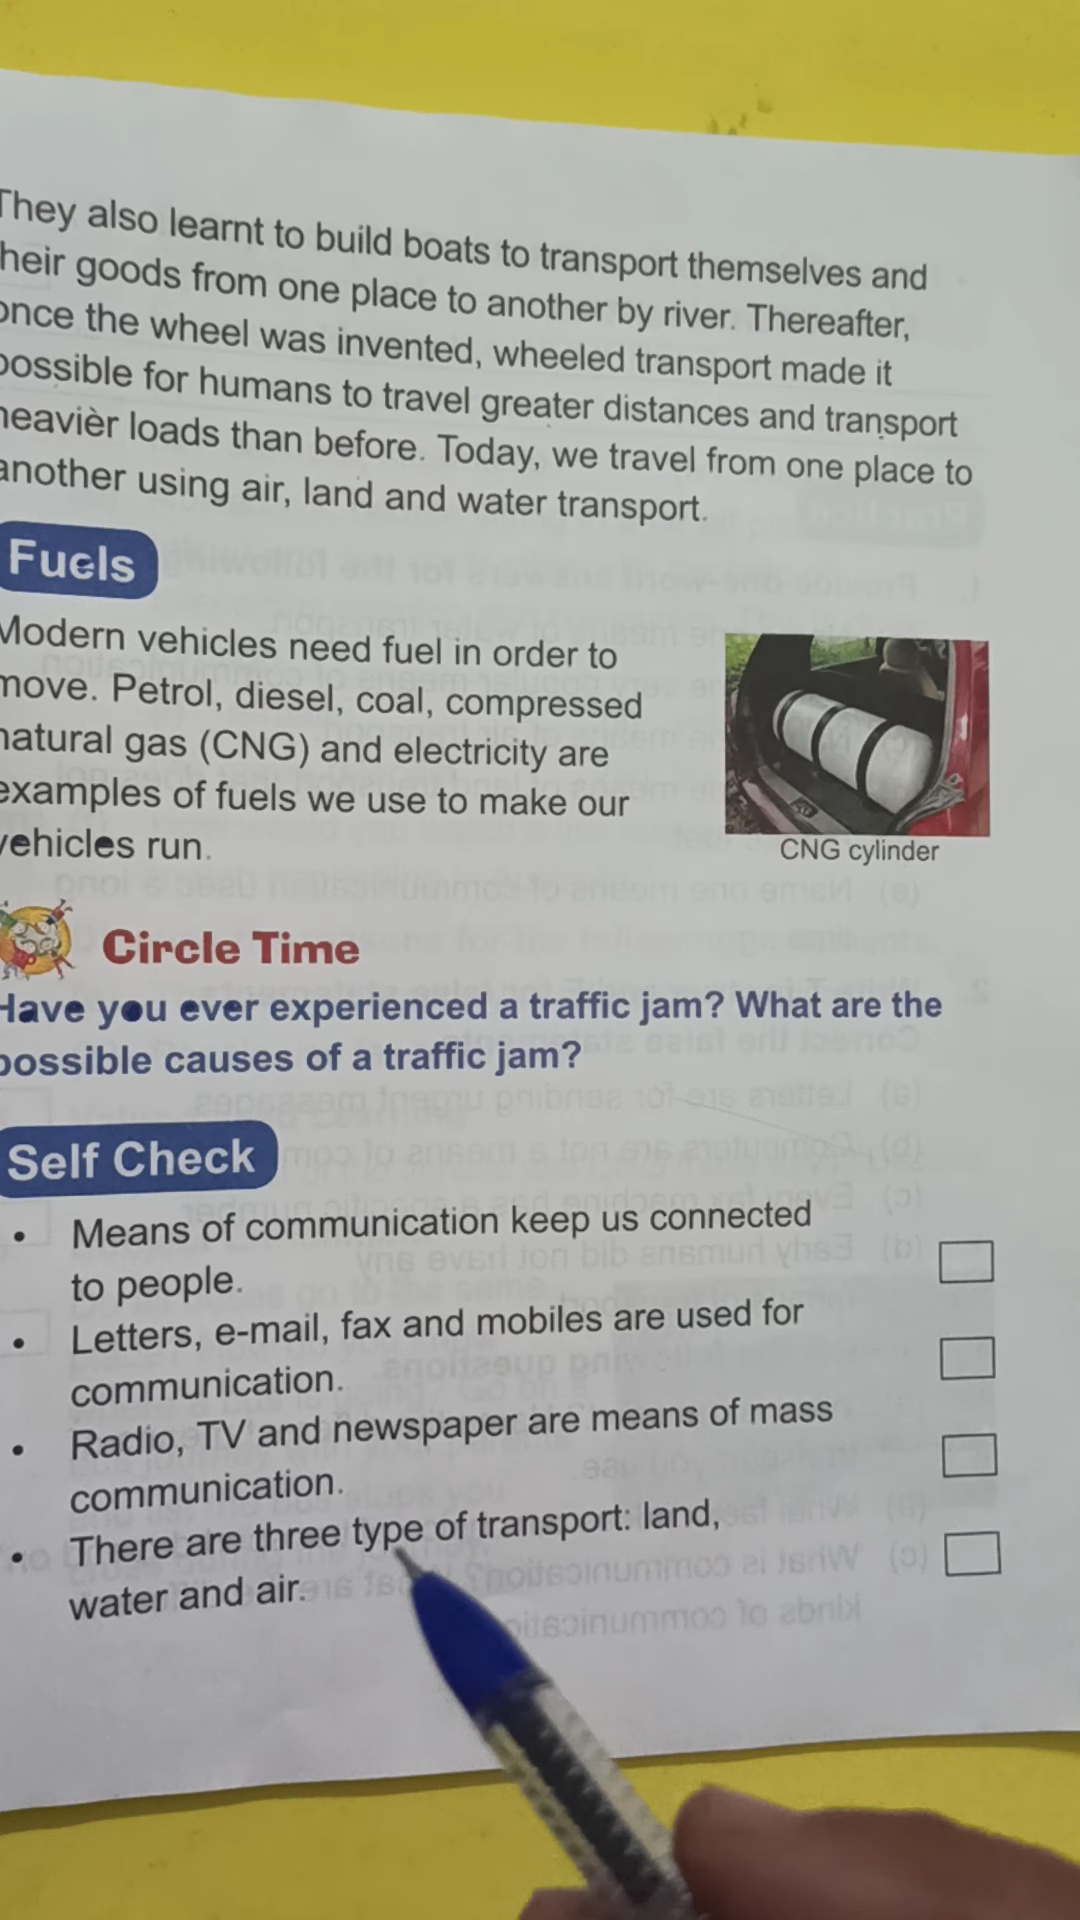 They also learnt to build boats to transport themselves and
heir goods from one place to another by river. Thereafter,
once the wheel was invented, wheeled transport made it
possible for humans to travel greater distances and transport
heavier loads than before. Today, we travel from one place to
another using air, land and water transport.
Fuels
Modern vehicles need fuel in order to
move. Petrol, diesel, coal, compressed
natural gas (CNG) and electricity are
examples of fuels we use to make our
vehicles run.
CNG cylinder
Circle Time
Have you ever experienced a traffic jam? What are the
possible causes of a traffic jam?
Self Check
• Means of communication keep us connected
to people.
• Letters, e-mail, fax and mobiles are used for
communication.
• Radio, TV and newspaper are means of mass
communication.
• There are three type of transport: land,
water and air.